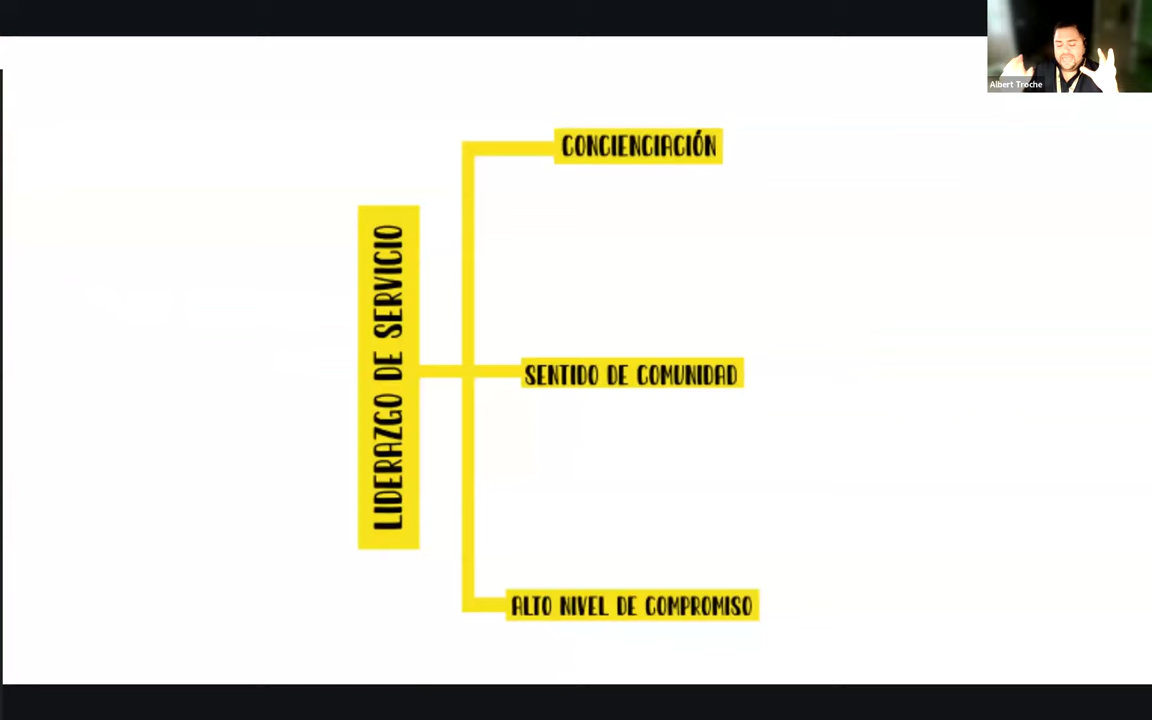 Albert Troche
CONCIENCIACIÓN
LIDERAZGO DE SERVICIO
SENTIDO DE COMUNIDAD
ALTO NIVEL DE COMPROMISO